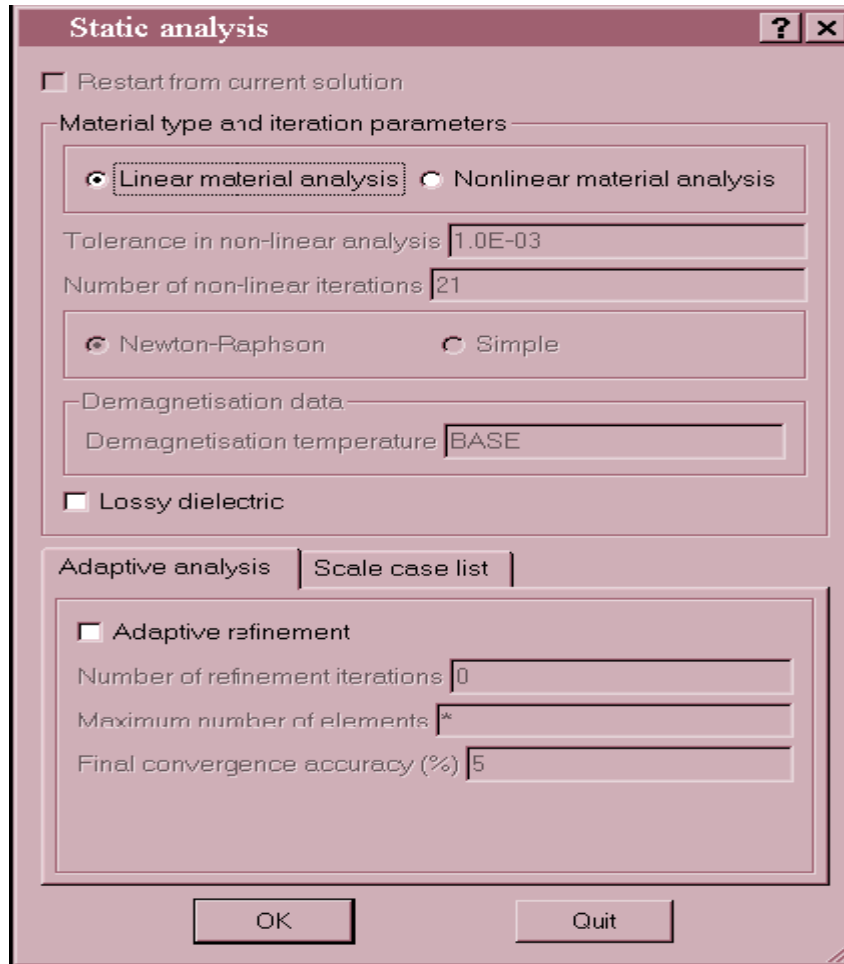 Static analysis ? ×
Restart from current solution
Material type and iteration parameters
Linear material analysis Nonlinear material analysis
Tolerance in non-linear analysis 1.0E-03
Number of non-linear iterations 21
Newton-Raphson Simple
Demagnetisation data
Demagnetisation temperature BASE
Lossy dielectric
Adaptive analysis Scale case list
Adaptive refinement
Number of refinement iterations 0
Maximum number of elements *
Final convergence accuracy (%) 5
OK Quit